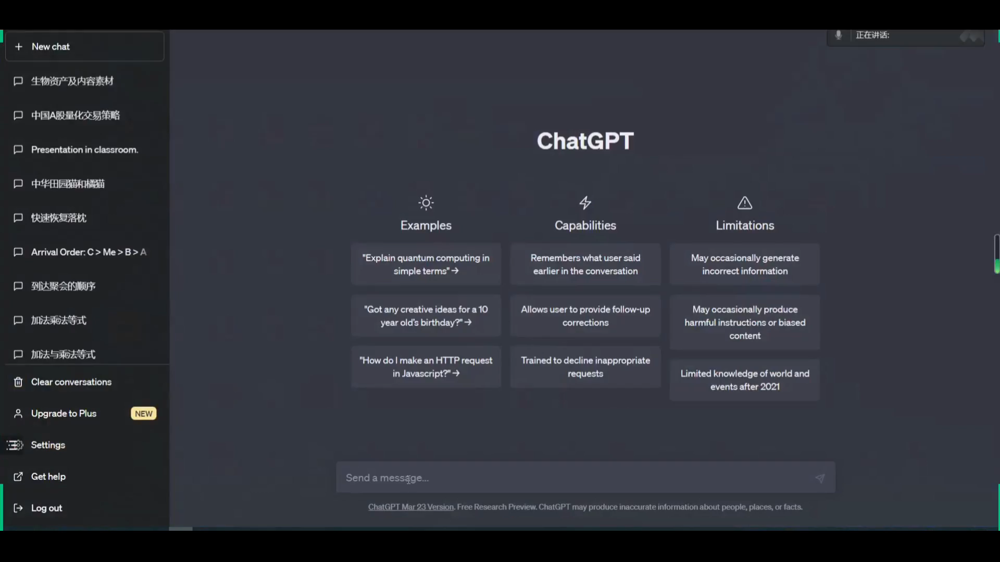 New chat
生物资产及内容素材
中国A股量化交易策略
Presentation in classroom.
中华田园猫和橘猫
快速恢复落枕
Arrival Order: C > Me > B > A
到达聚会的顺序
加法乘法等式
加法与乘法等式
Clear conversations
Upgrade to Plus
NEW
Settings
Get help
Log out
正在讲话:
ChatGPT
Examples
"Explain quantum computing in
simple terms" →
"Got any creative ideas for a 10
year old's birthday?" →
"How do I make an HTTP request
in Javascript?" →
Capabilities
Remembers what user said
earlier in the conversation
Allows user to provide follow-up
corrections
Trained to decline inappropriate
requests
Limitations
May occasionally generate
incorrect information
May occasionally produce
harmful instructions or biased
content
Limited knowledge of world and
events after 2021
Send a message...
ChatGPT Mar 23 Version. Free Research Preview. ChatGPT may produce inaccurate information about people, places, or facts.